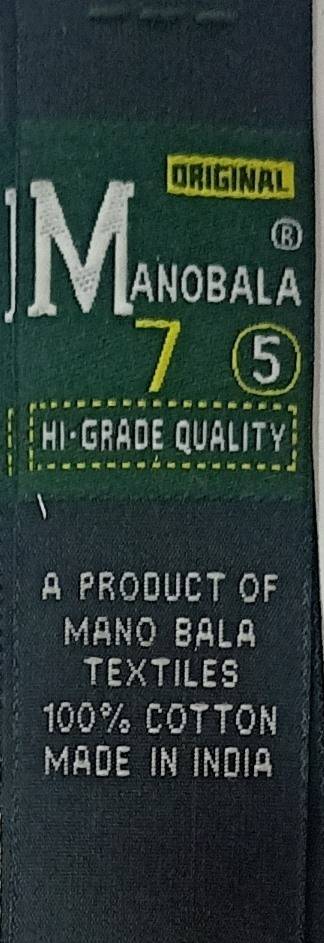 ORIGINAL
®
MANOBALA
7 5
HI-GRADE QUALITY
A PRODUCT OF
MANO BALA
TEXTILES
100% COTTON
MADE IN INDIA